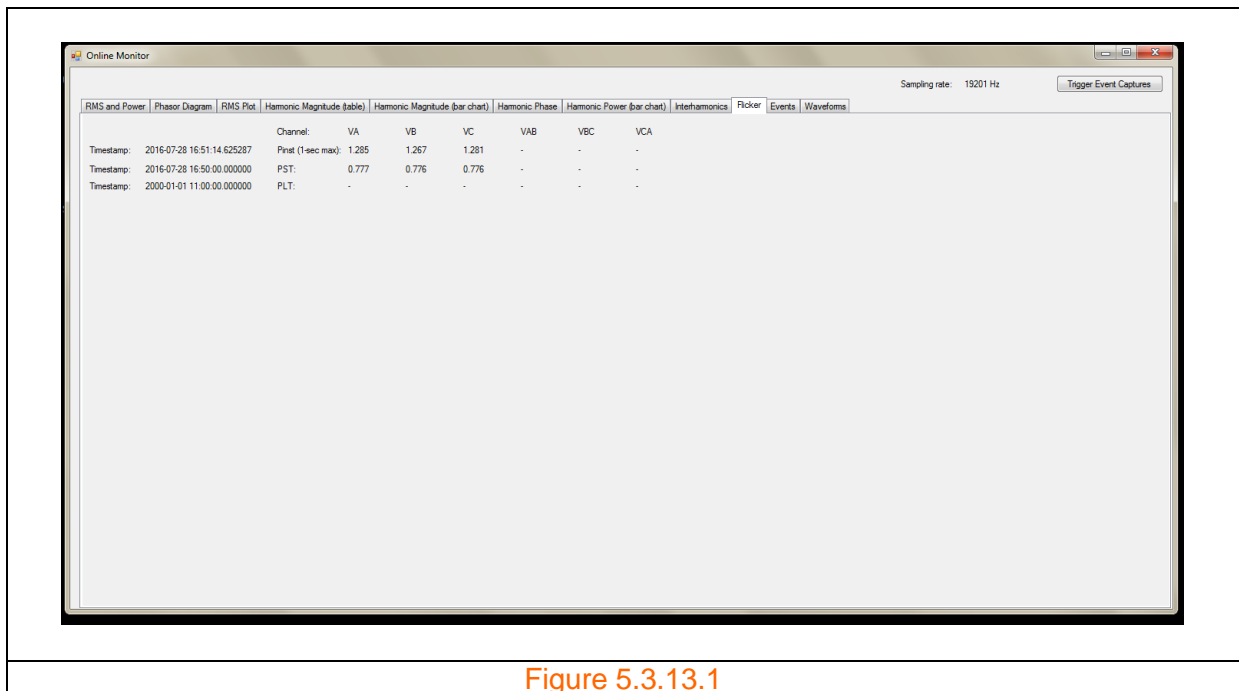 Online Monitor
Sampling rate: 19201 Hz Trigger Event Captures
RMS and Power Phasor Diagram RMS Plot Harmonic Magnitude (table) Harmonic Magnitude (bar chart) Harmonic Phase Harmonic Power (bar chart) Interharmonics Flicker Events Waveforms
Channel: VA VB VC VAB VBC VCA
Timestamp: 2016-07-28 16:51:14.625287 Pinst (1-sec max): 1.285 1.267 1.281 - - -
Timestamp: 2016-07-28 16:50:00.000000 PST: 0.777 0.776 0.776 - - -
Timestamp: 2000-01-01 11:00:00.000000 PLT: - - - - - -
Figure 5.3.13.1